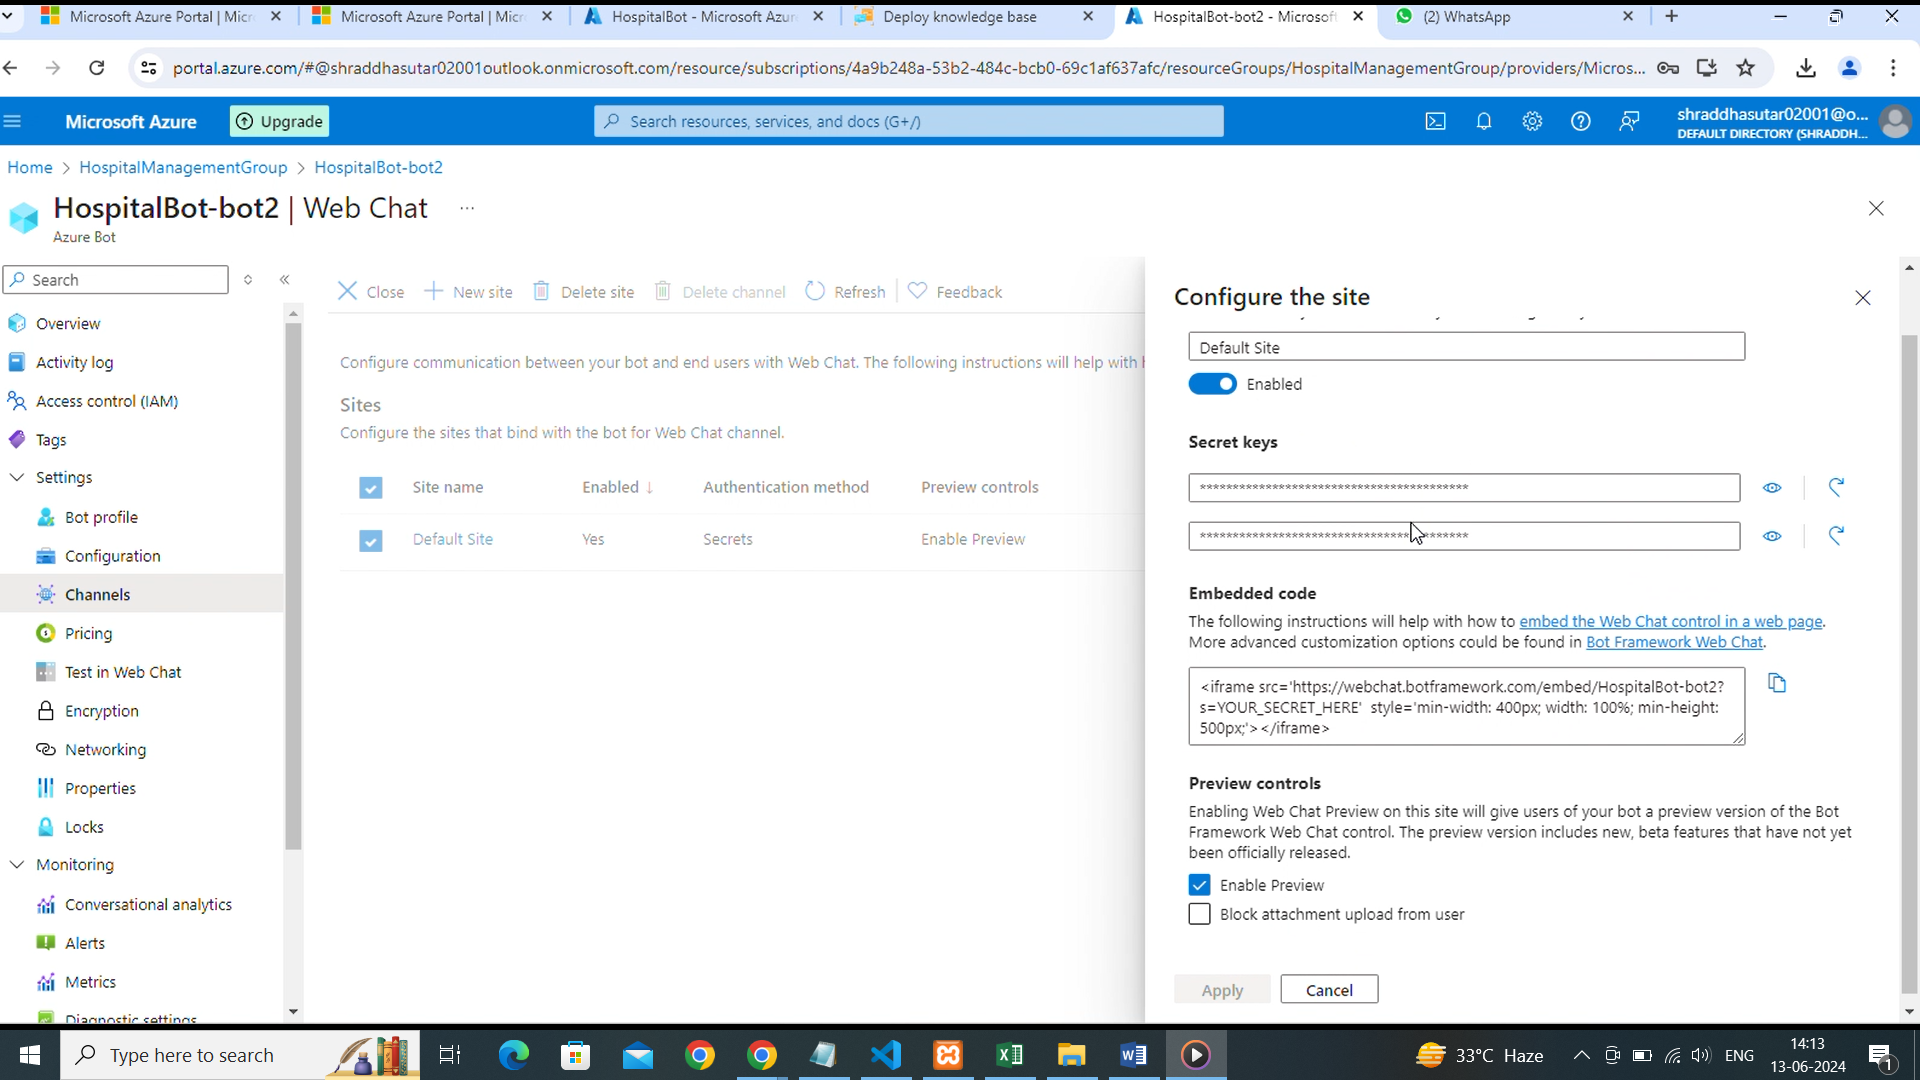 Microsoft Azure Portal | Micr
Microsoft Azure Portal | Micr
HospitalBot - Microsoft Azur
Deploy knowledge base
HospitalBot-bot2 - Microsoft
(2) WhatsApp
portal.azure.com/#@shraddhasutar02001outlook.onmicrosoft.com/resource/subscriptions/4a9b248a-53b2-484c-bcb0-69c1af637afc/resourceGroups/HospitalManagementGroup/providers/Micros...
Microsoft Azure
Upgrade
Search resources, services, and docs (G+/)
shraddhasutar02001@o...
DEFAULT DIRECTORY (SHRADDH...
Home > HospitalManagementGroup > HospitalBot-bot2
HospitalBot-bot2 | Web Chat ...
Azure Bot
Search
Overview
Activity log
Access control (IAM)
Tags
Settings
Bot profile
Configuration
Channels
Pricing
Test in Web Chat
Encryption
Networking
Properties
Locks
Monitoring
Conversational analytics
Alerts
Metrics
Diagnostic settings
Close
New site
Delete site
Delete channel
Refresh
Feedback
Configure communication between your bot and end users with Web Chat. The following instructions will help with
Sites
Configure the sites that bind with the bot for Web Chat channel.
Site name Enabled ↓ Authentication method Preview controls
Default Site Yes Secrets Enable Preview
Configure the site
Default Site
Enabled
Secret keys
*****************************************
*****************************************
Embedded code
The following instructions will help with how to embed the Web Chat control in a web page.
More advanced customization options could be found in Bot Framework Web Chat.
<iframe src='https://webchat.botframework.com/embed/HospitalBot-bot2?
s=YOUR_SECRET_HERE' style='min-width: 400px; width: 100%; min-height:
500px;'></iframe>
Preview controls
Enabling Web Chat Preview on this site will give users of your bot a preview version of the Bot
Framework Web Chat control. The preview version includes new, beta features that have not yet
been officially released.
Enable Preview
Block attachment upload from user
Apply
Cancel
Type here to search
33°C Haze
ENG
14:13
13-06-2024
1